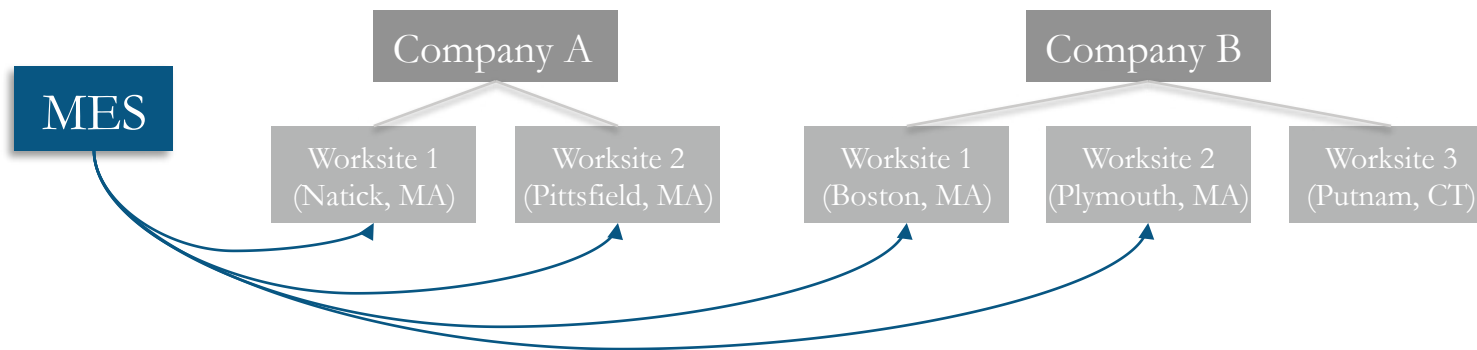 MES
Company A
Company B
Worksite 1
(Natick, MA)
Worksite 2
(Pittsfield, MA)
Worksite 1
(Boston, MA)
Worksite 2
(Plymouth, MA)
Worksite 3
(Putnam, CT)